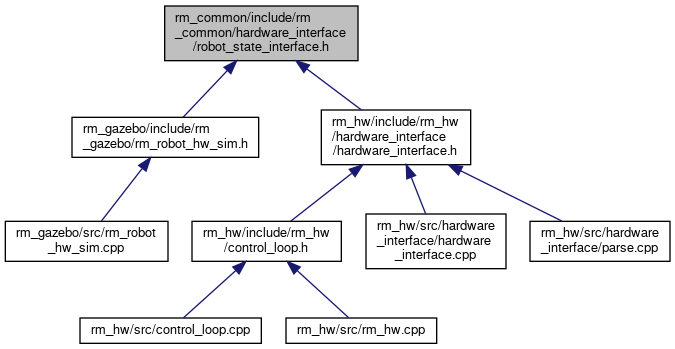 rm_common/include/rm
_common/hardware_interface
/robot_state_interface.h
rm_gazebo/include/rm
_gazebo/rm_robot_hw_sim.h
rm_hw/include/rm_hw
/hardware_interface
/hardware_interface.h
rm_gazebo/src/rm_robot
_hw_sim.cpp
rm_hw/include/rm_hw
/control_loop.h
rm_hw/src/hardware
_interface/hardware
_interface.cpp
rm_hw/src/hardware
_interface/parse.cpp
rm_hw/src/control_loop.cpp
rm_hw/src/rm_hw.cpp